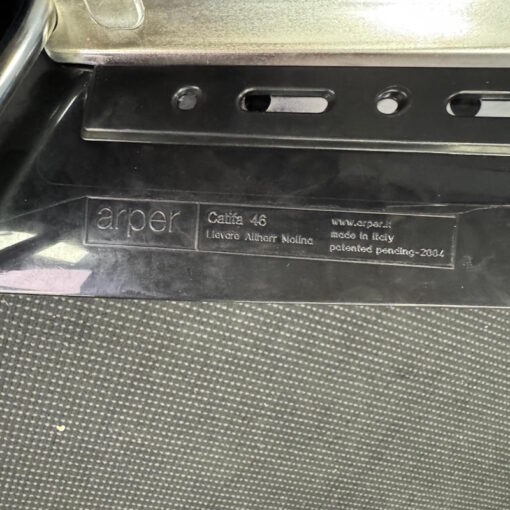 arper
Catifa 46
Lievore Altherr Molina
www.arper.it
made in italy
patented pending-2004